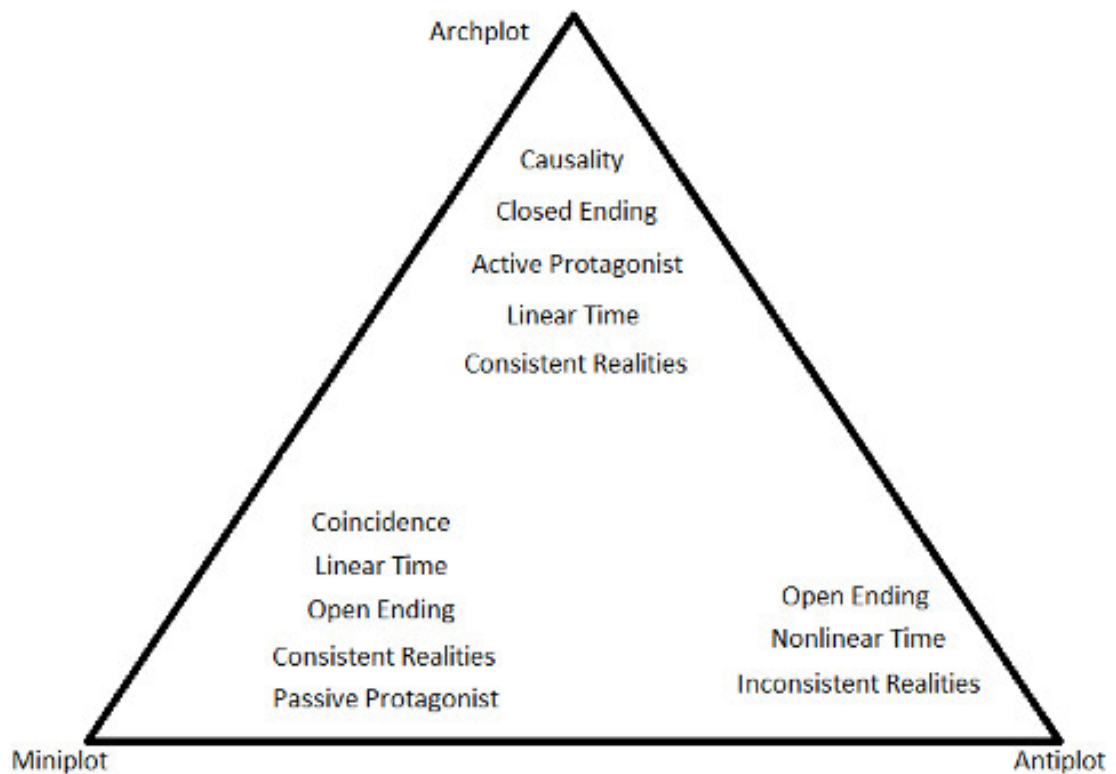 Archplot
Causality
Closed Ending
Active Protagonist
Linear Time
Consistent Realities
Coincidence
Linear Time
Open Ending
Consistent Realities
Passive Protagonist
Open Ending
Nonlinear Time
Inconsistent Realities
Miniplot
Antiplot